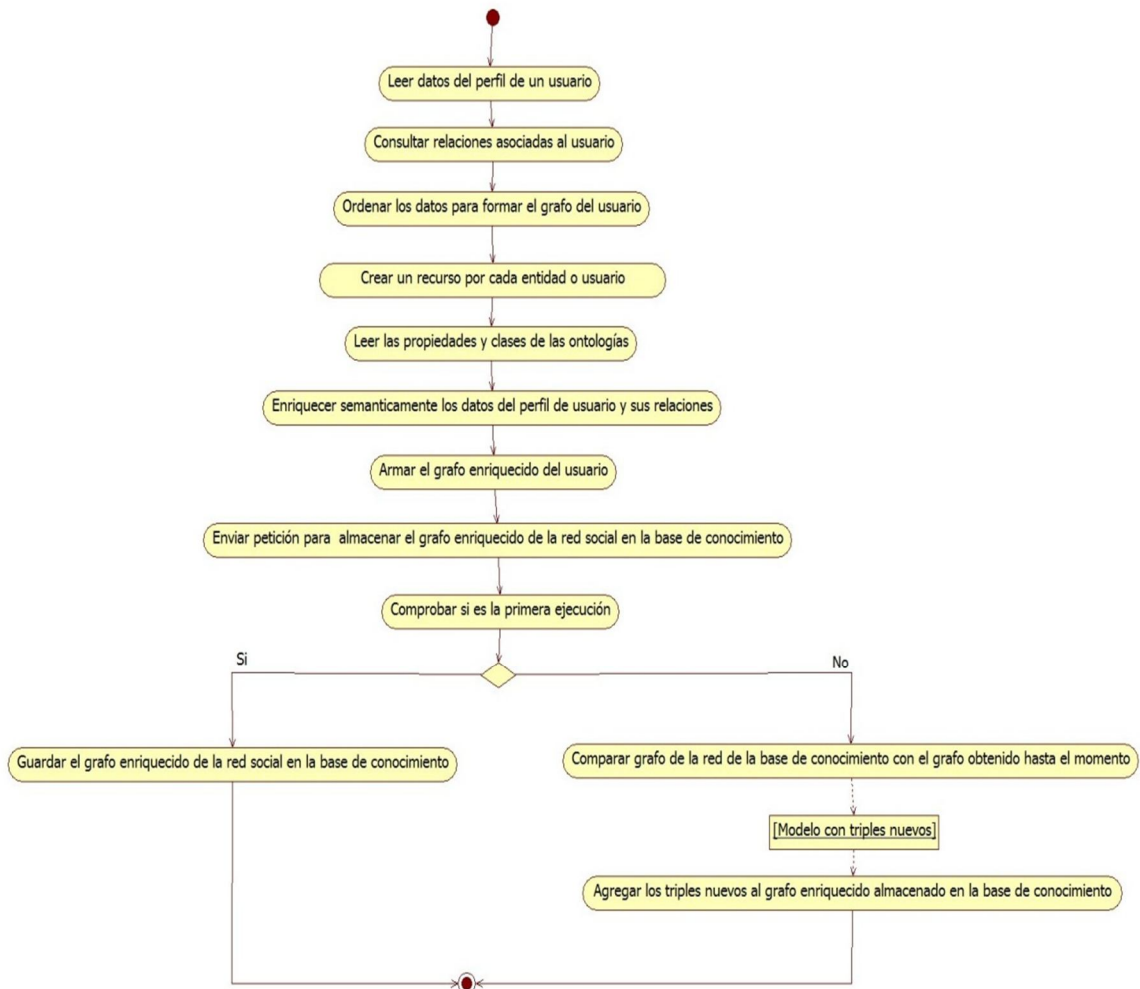 Leer datos del perfil de un usuario
Consultar relaciones asociadas al usuario
Ordenar los datos para formar el grafo del usuario
Crear un recurso por cada entidad o usuario
Leer las propiedades y clases de las ontologías
Enriquecer semanticamente los datos del perfil de usuario y sus relaciones
Armar el grafo enriquecido del usuario
Enviar petición para almacenar el grafo enriquecido de la red social en la base de conocimiento
Comprobar si es la primera ejecución
Si
No
Guardar el grafo enriquecido de la red social en la base de conocimiento
Comparar grafo de la red de la base de conocimiento con el grafo obtenido hasta el momento
[Modelo con triples nuevos]
Agregar los triples nuevos al grafo enriquecido almacenado en la base de conocimiento